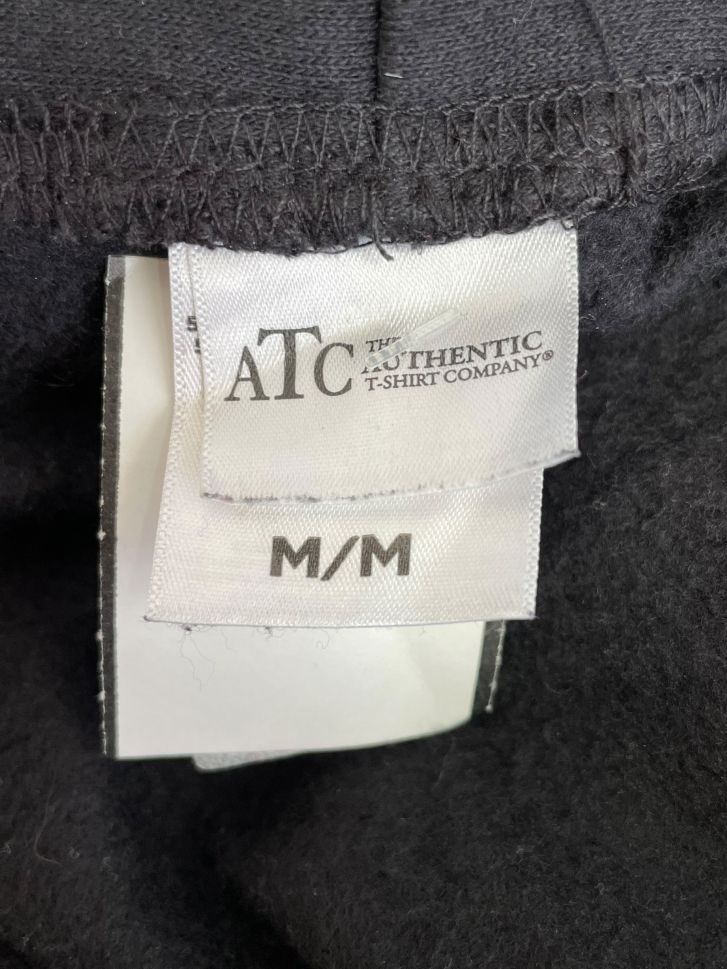 ATC THE
AUTHENTIC
T-SHIRT COMPANY®
M/M